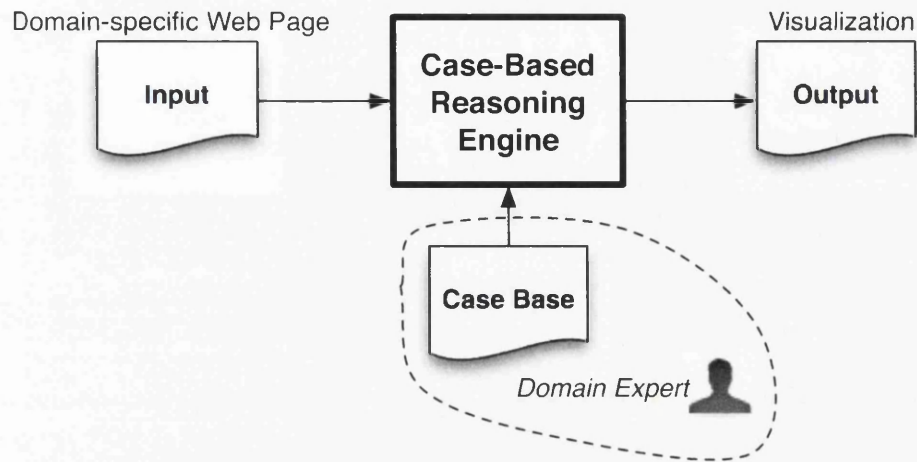 Domain-specific Web Page
Visualization
Input
Case-Based
Reasoning
Engine
Output
Case Base
Domain Expert